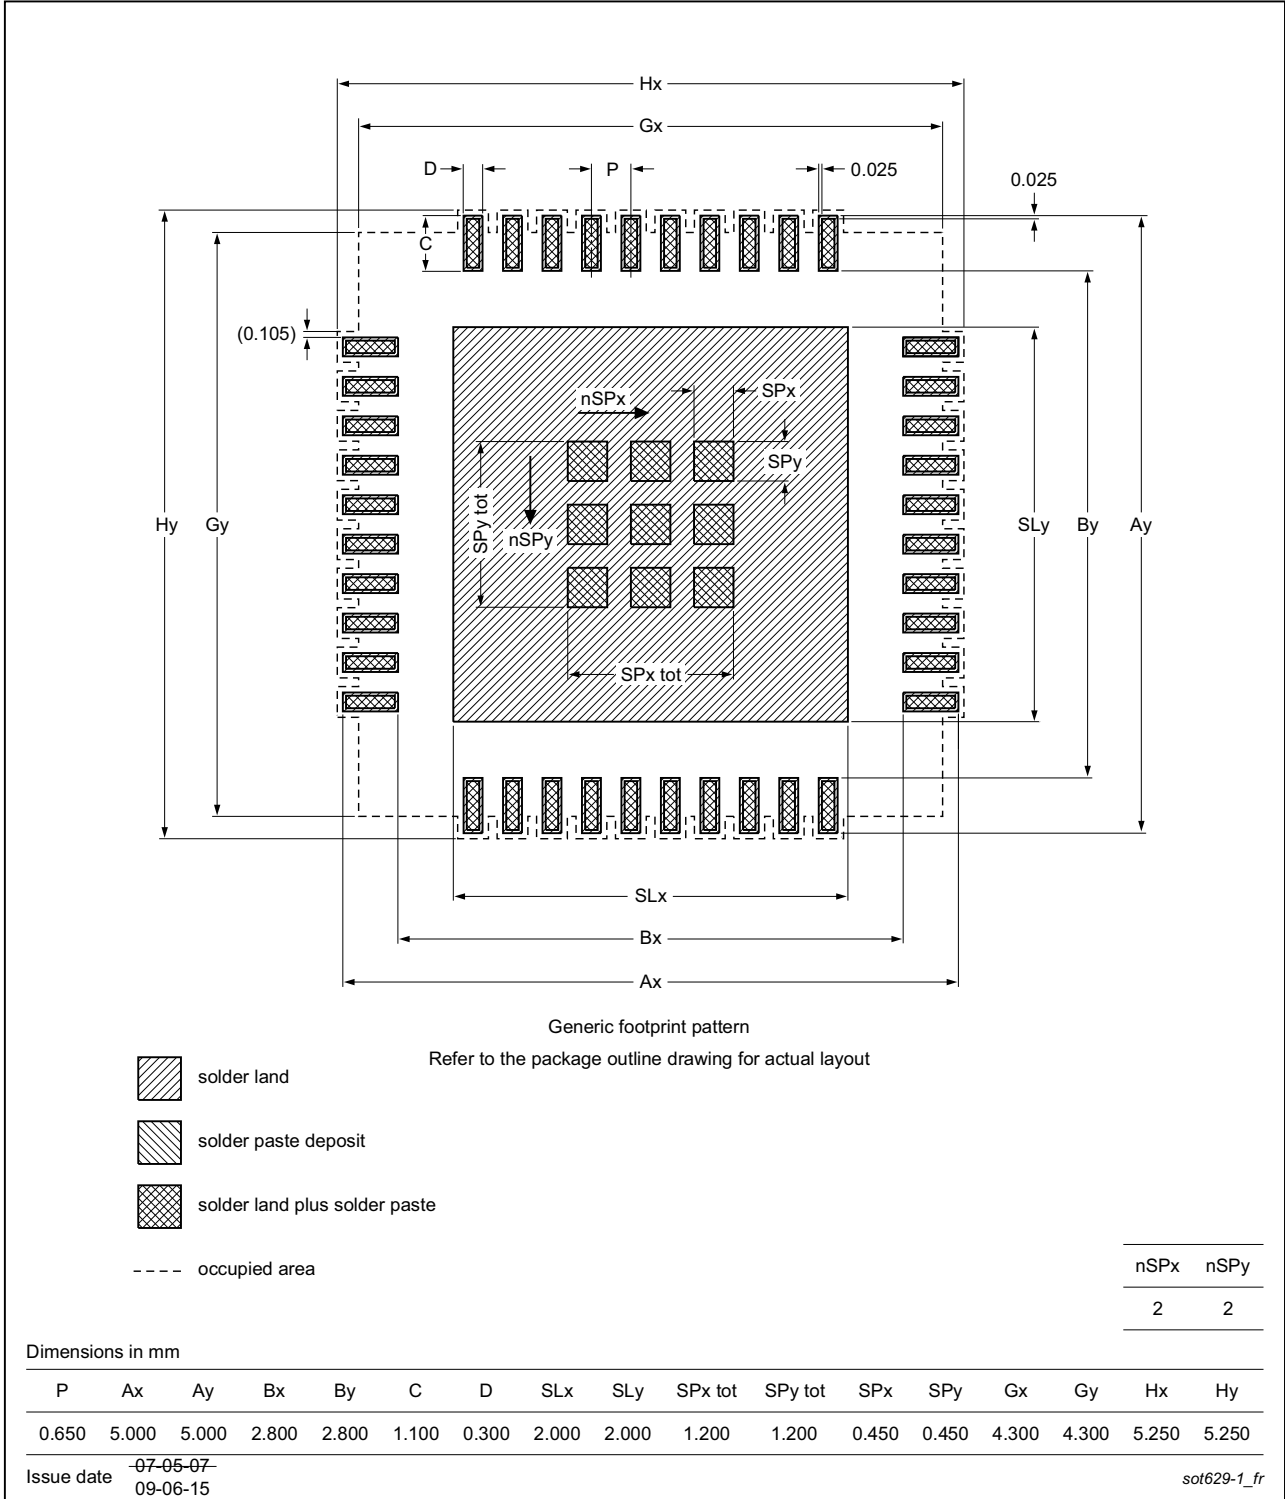 Hx
Gx
D
P
0.025
0.025
C
(0.105)
nSPx
SPx
SPy
SPy tot
nSPy
Hy
Gy
SLy
By
Ay
SPx tot
SLx
Bx
Ax
Generic footprint pattern
Refer to the package outline drawing for actual layout
solder land
solder paste deposit
solder land plus solder paste
occupied area
nSPx nSPy
2 2
Dimensions in mm
P Ax Ay Bx By C D SLx SLy SPx tot SPy tot SPx SPy Gx Gy Hx Hy
0.650 5.000 5.000 2.800 2.800 1.100 0.300 2.000 2.000 1.200 1.200 0.450 0.450 4.300 4.300 5.250 5.250
Issue date 07-05-07
09-06-15
sot629-1_fr